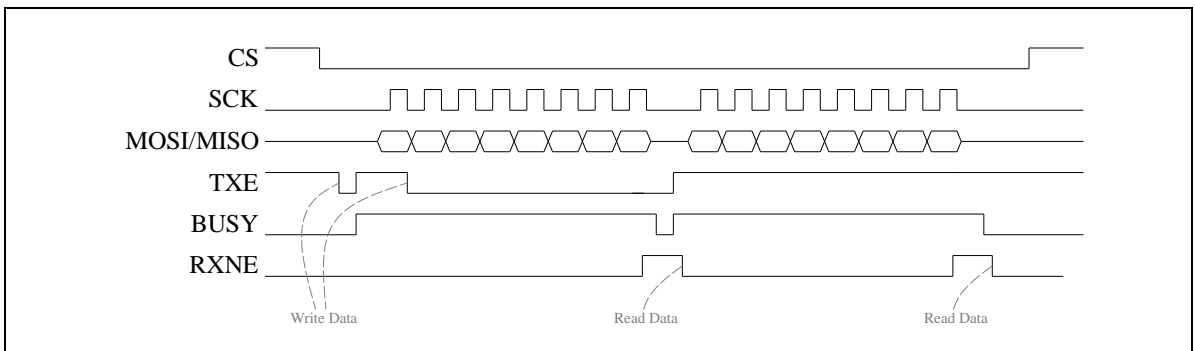 CS
SCK
MOSI/MISO
TXE
BUSY
RXNE
Write Data Read Data Read Data